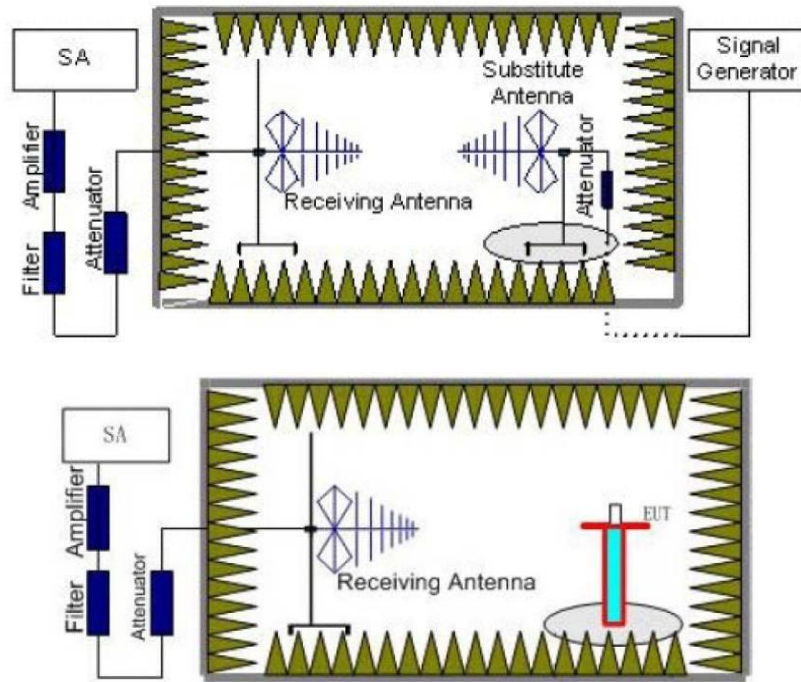 SA
Amplifier
Filter
Attenuator
Receiving Antenna
Substitute
Antenna
Attenuator
Signal
Generator
SA
Amplifier
Filter
Attenuator
Receiving Antenna
EUT